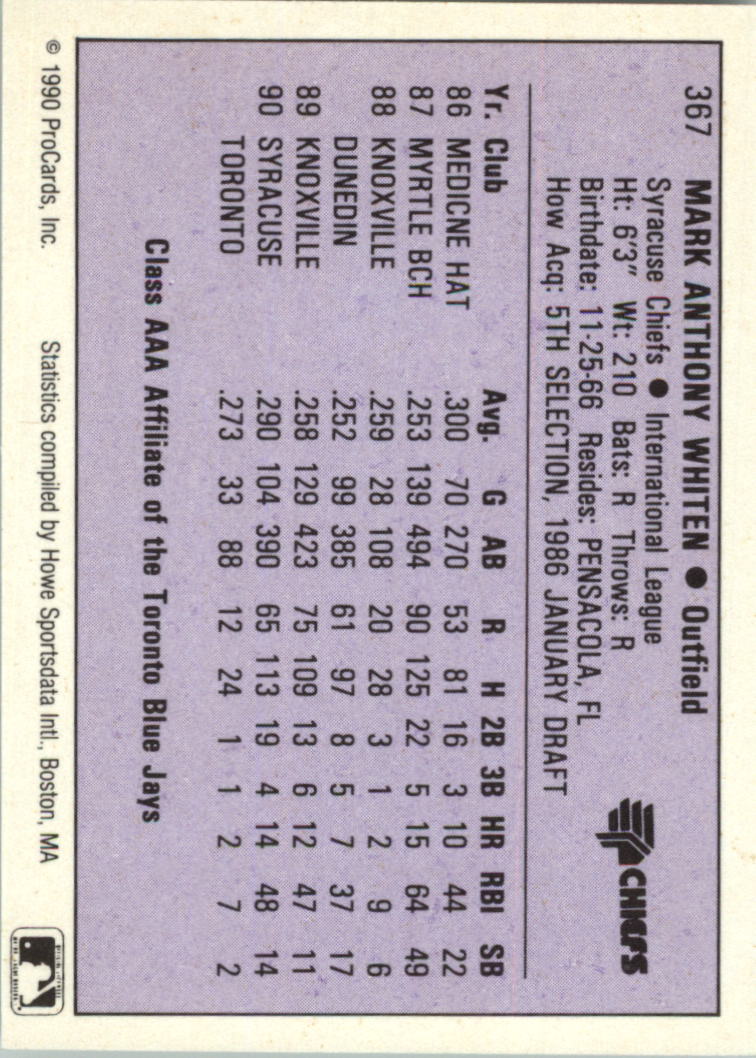 367 MARK ANTHONY WHITEN ● Outfield
Syracuse Chiefs ● International League
Ht: 6'3" Wt: 210 Bats: R Throws: R
Birthdate: 11-25-66 Resides: PENSACOLA, FL
How Acq: 5TH SELECTION, 1986 JANUARY DRAFT
CHIEFS
Yr. Club Avg. G AB R H 2B 3B HR RBI SB
86 MEDICNE HAT .300 70 270 53 81 16 3 10 44 22
87 MYRTLE BCH .253 139 494 90 125 22 5 15 64 49
88 KNOXVILLE .259 28 108 20 28 3 1 2 9 6
DUNEDIN .252 99 385 61 97 8 5 7 37 17
89 KNOXVILLE .258 129 423 75 109 13 6 12 47 11
90 SYRACUSE .290 104 390 65 113 19 4 14 48 14
TORONTO .273 33 88 12 24 1 1 2 7 2
Class AAA Affiliate of the Toronto Blue Jays
© 1990 ProCards, Inc. Statistics compiled by Howe Sportsdata Intl., Boston, MA